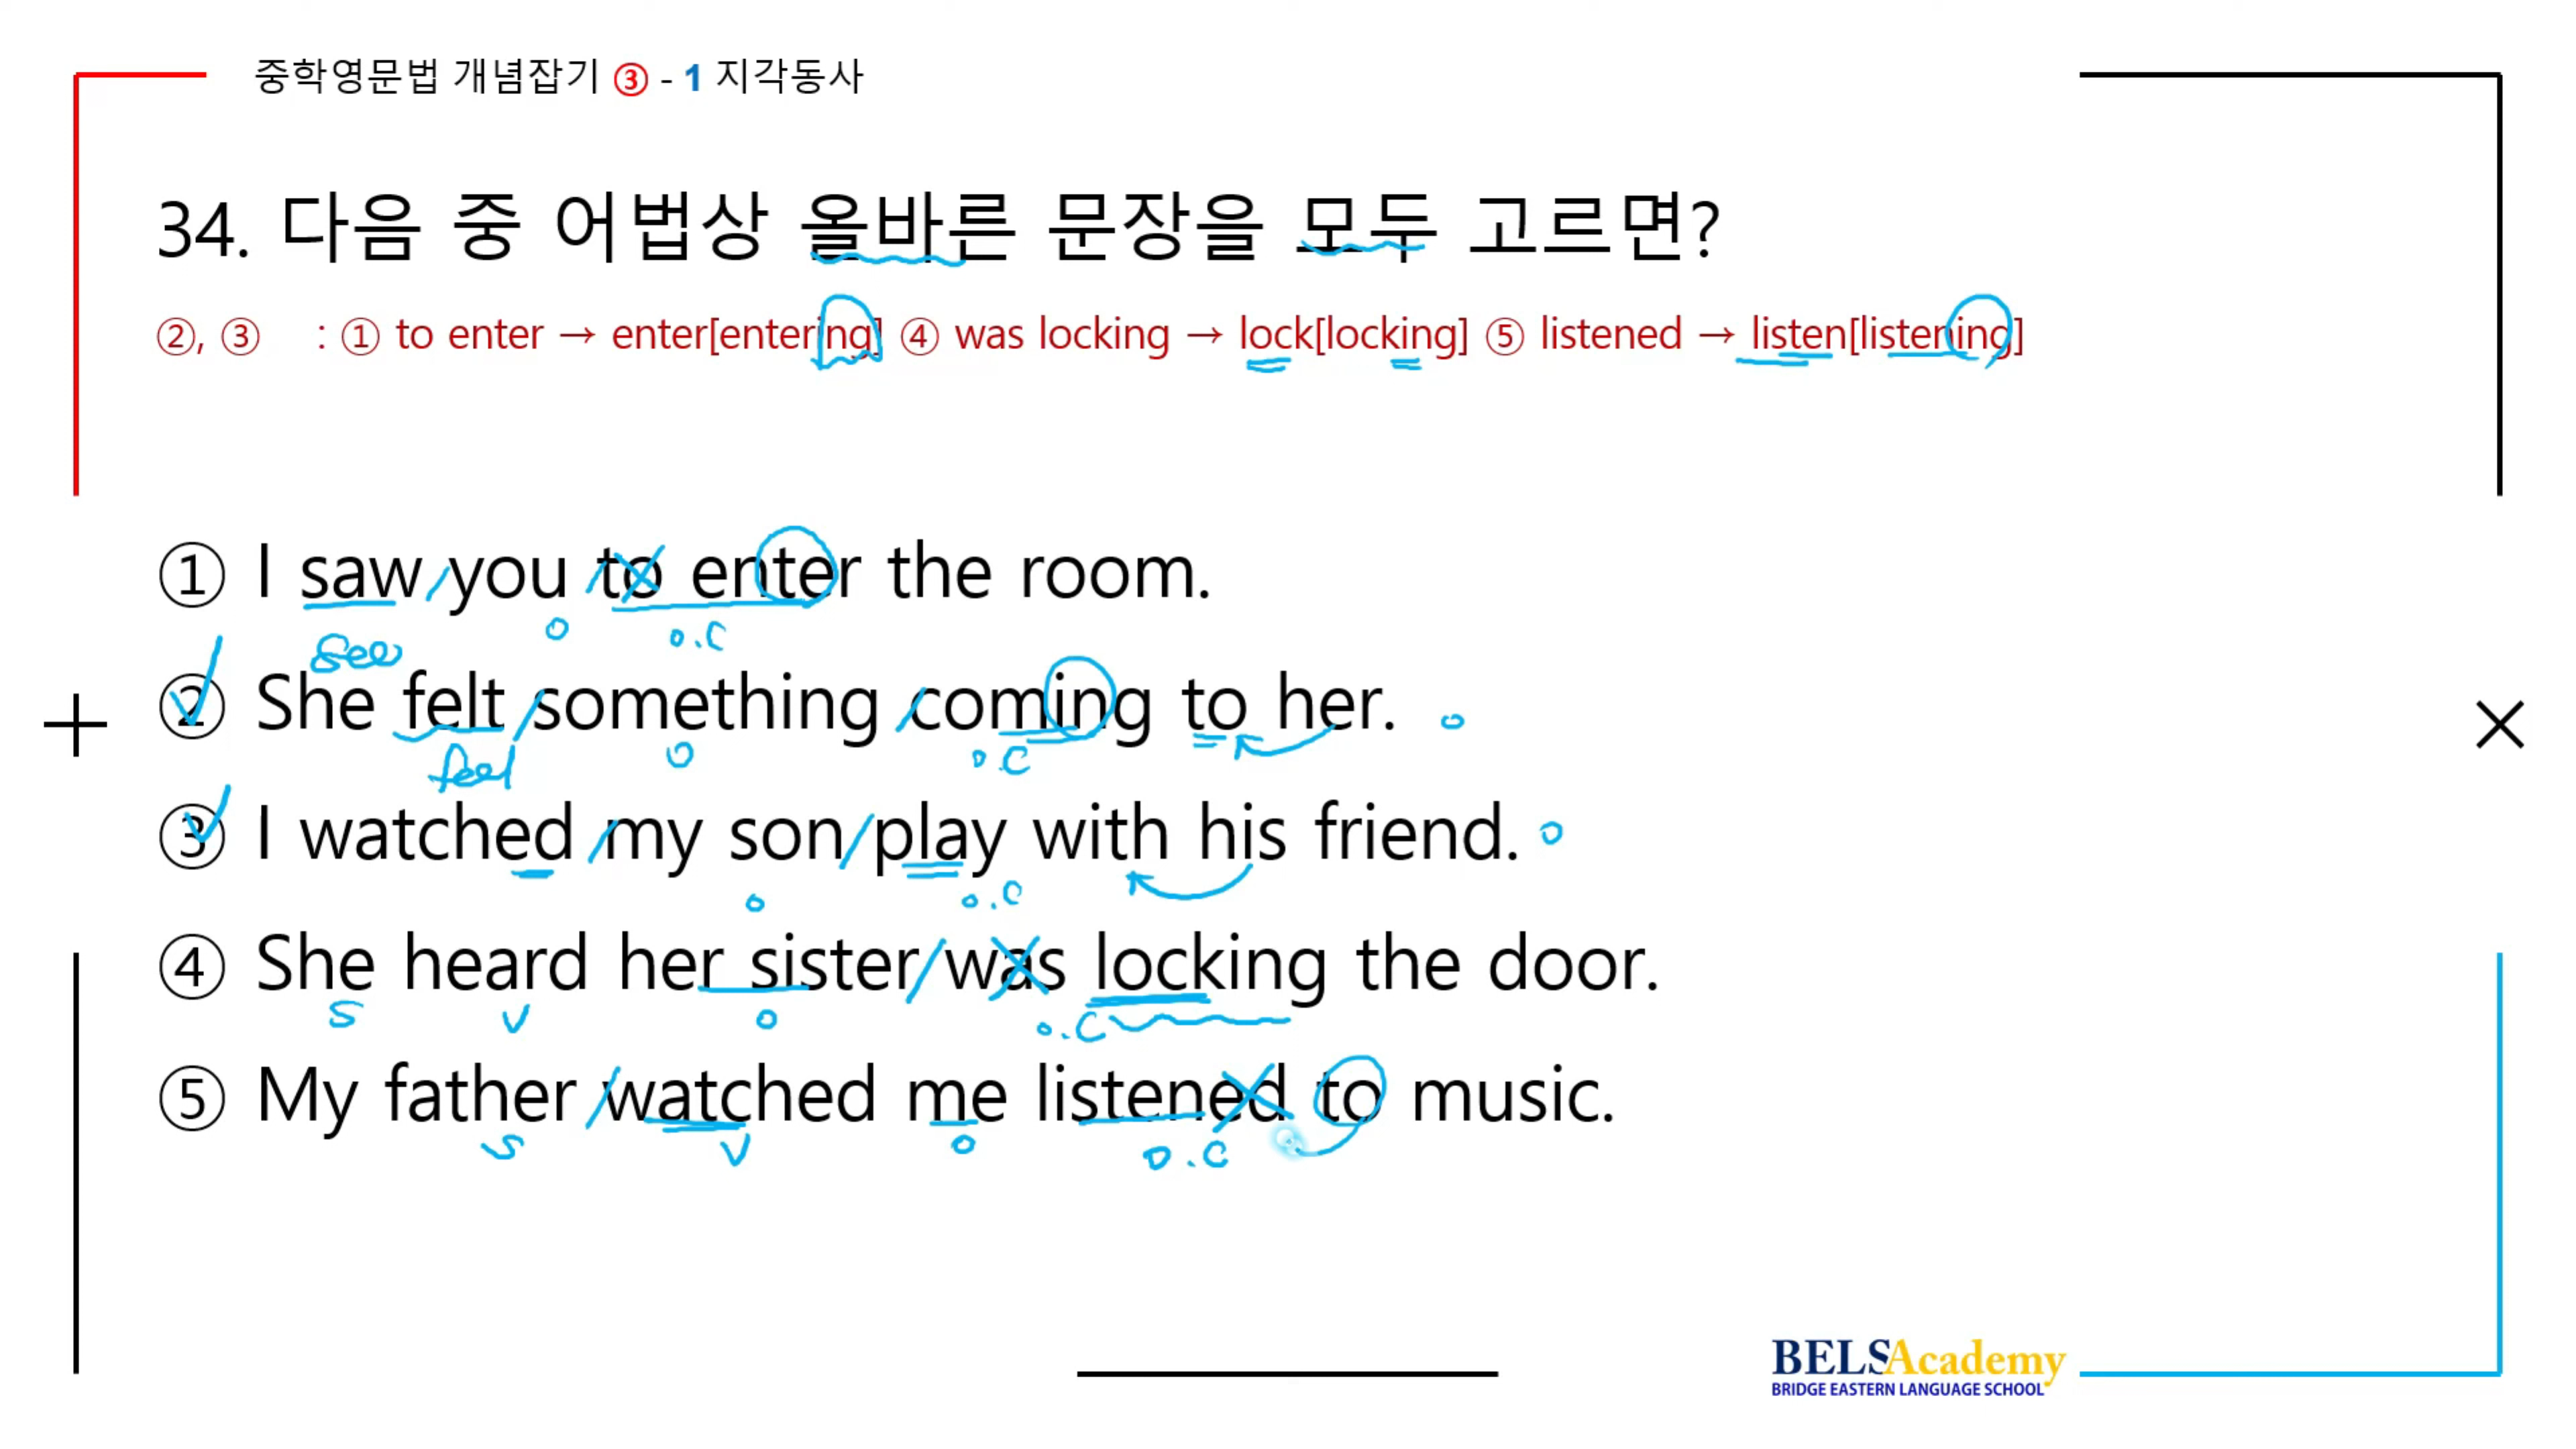 중학영문법 개념잡기 ③ - 1 지각동사
34. 다음 중 어법상 올바른 문장을 모두 고르면?
②, ③ : ① to enter → enter[entering] ④ was locking → lock[locking] ⑤ listened → listen[listening]
① I saw you to enter the room.
o o.c
see
② She felt something coming to her. o
feel o o.c
③ I watched my son play with his friend. o
o o.c
④ She heard her sister was locking the door.
s v o o.c
⑤ My father watched me listened to music.
s v o o.c
BELSAcademy
BRIDGE EASTERN LANGUAGE SCHOOL